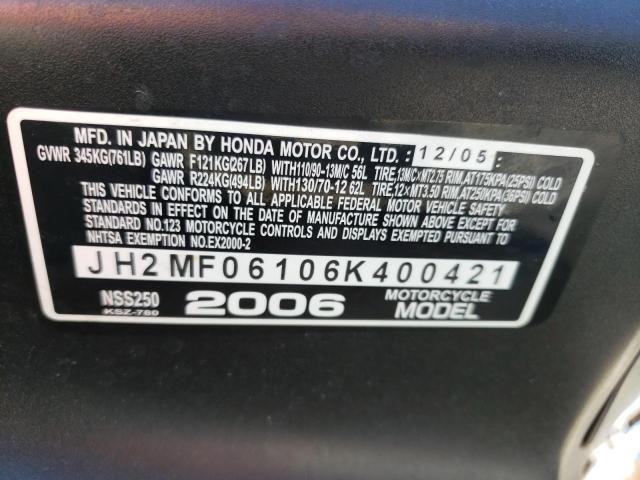 MFD. IN JAPAN BY HONDA MOTOR CO., LTD. 12/05
GVWR 345KG(761LB) GAWR F121KG(267LB) WITH110/90-13M/C 56L TIRE,13M/C×MT2.75 RIM,AT175KPA(25PSI) COLD
GAWR R224KG(494LB) WITH130/70-12 62L TIRE,12×MT3.50 RIM,AT250KPA(36PSI) COLD
THIS VEHICLE CONFORMS TO ALL APPLICABLE FEDERAL MOTOR VEHICLE SAFETY
STANDARDS IN EFFECT ON THE DATE OF MANUFACTURE SHOWN ABOVE EXCEPT FOR
STANDARD NO.123 MOTORCYCLE CONTROLS AND DISPLAYS EXEMPTED PURSUANT TO
NHTSA EXEMPTION NO.EX2000-2
JH2MF06106K400421
NSS250 2006 MOTORCYCLE
KSZ-780 MODEL